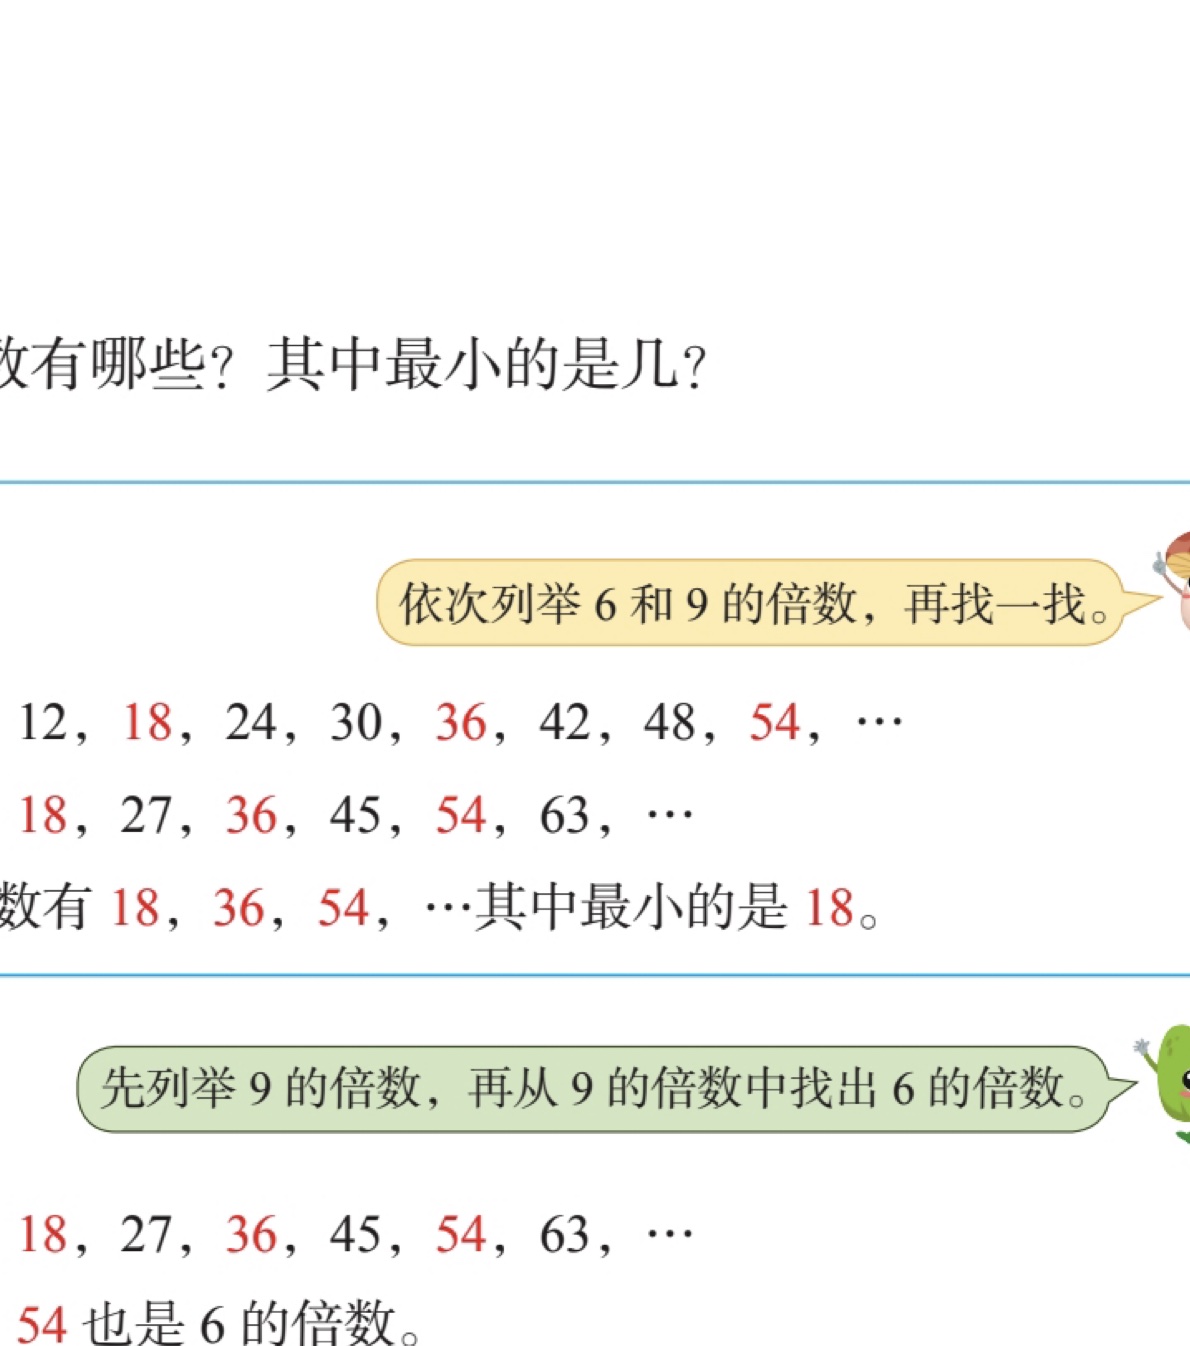 数有哪些？其中最小的是几？
依次列举 6 和 9 的倍数，再找一找。
12，18，24，30，36，42，48，54，…
18，27，36，45，54，63，…
数有 18，36，54，…其中最小的是 18。
先列举 9 的倍数，再从 9 的倍数中找出 6 的倍数。
18，27，36，45，54，63，…
54 也是 6 的倍数。